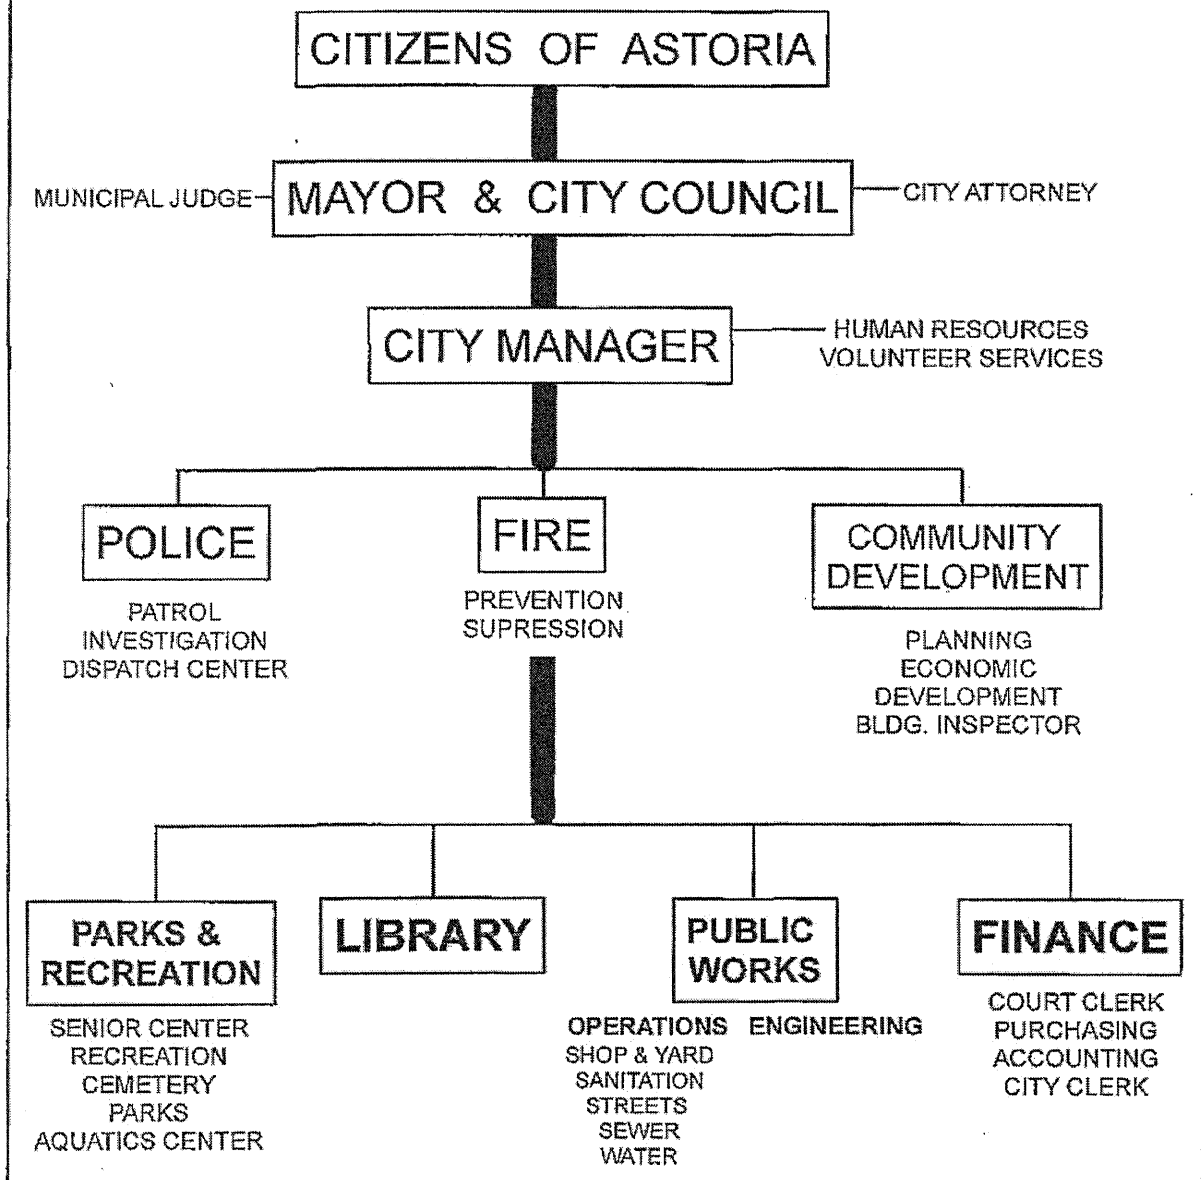 CITIZENS OF ASTORIA
MUNICIPAL JUDGE
MAYOR & CITY COUNCIL
CITY ATTORNEY
CITY MANAGER
HUMAN RESOURCES
VOLUNTEER SERVICES
POLICE
PATROL
INVESTIGATION
DISPATCH CENTER
FIRE
PREVENTION
SUPRESSION
COMMUNITY
DEVELOPMENT
PLANNING
ECONOMIC
DEVELOPMENT
BLDG. INSPECTOR
PARKS &
RECREATION
SENIOR CENTER
RECREATION
CEMETERY
PARKS
AQUATICS CENTER
LIBRARY
PUBLIC
WORKS
OPERATIONS ENGINEERING
SHOP & YARD
SANITATION
STREETS
SEWER
WATER
FINANCE
COURT CLERK
PURCHASING
ACCOUNTING
CITY CLERK